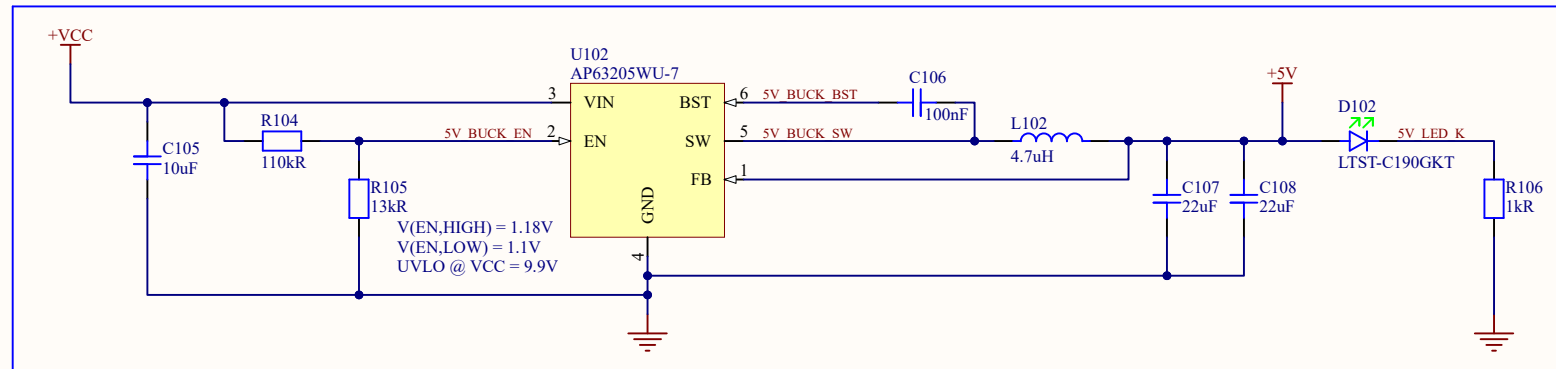 +VCC
U102
AP63205WU-7
3
VIN
2
EN
BST
6
SW
5
FB
1
GND
4
5V_BUCK_BST
5V_BUCK_SW
5V_BUCK_EN
C105
10uF
R104
110kR
R105
13kR
V(EN,HIGH) = 1.18V
V(EN,LOW) = 1.1V
UVLO @ VCC = 9.9V
C106
100nF
L102
4.7uH
C107
22uF
C108
22uF
+5V
D102
LTST-C190GKT
5V_LED_K
R106
1kR